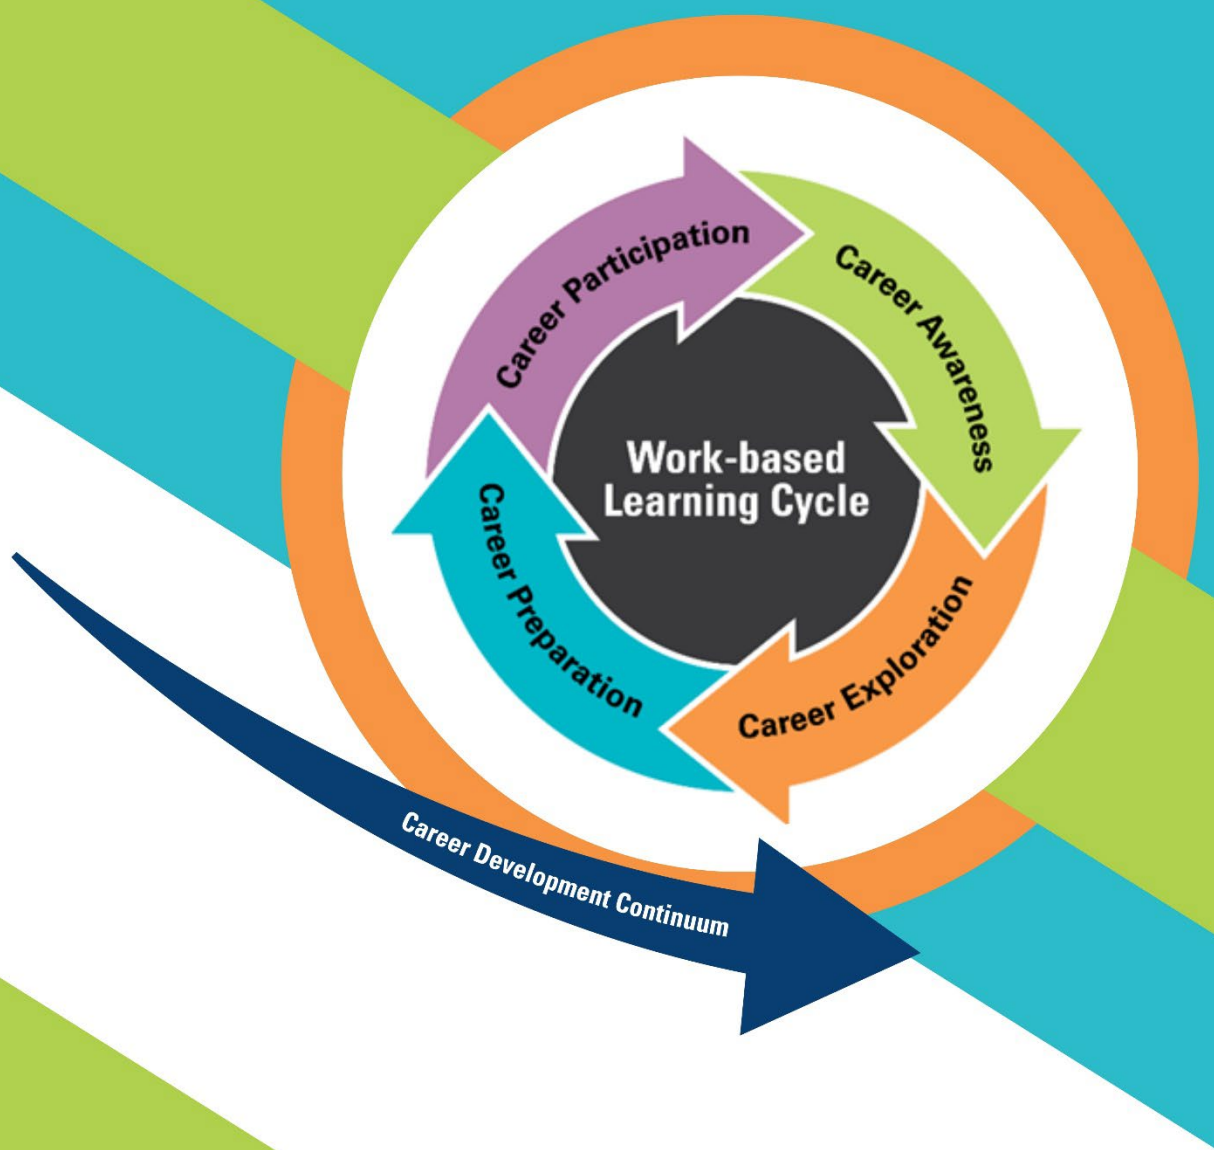 Career Participation
Career Awareness
Work-based
Learning Cycle
Career Preparation
Career Exploration
Career Development Continuum